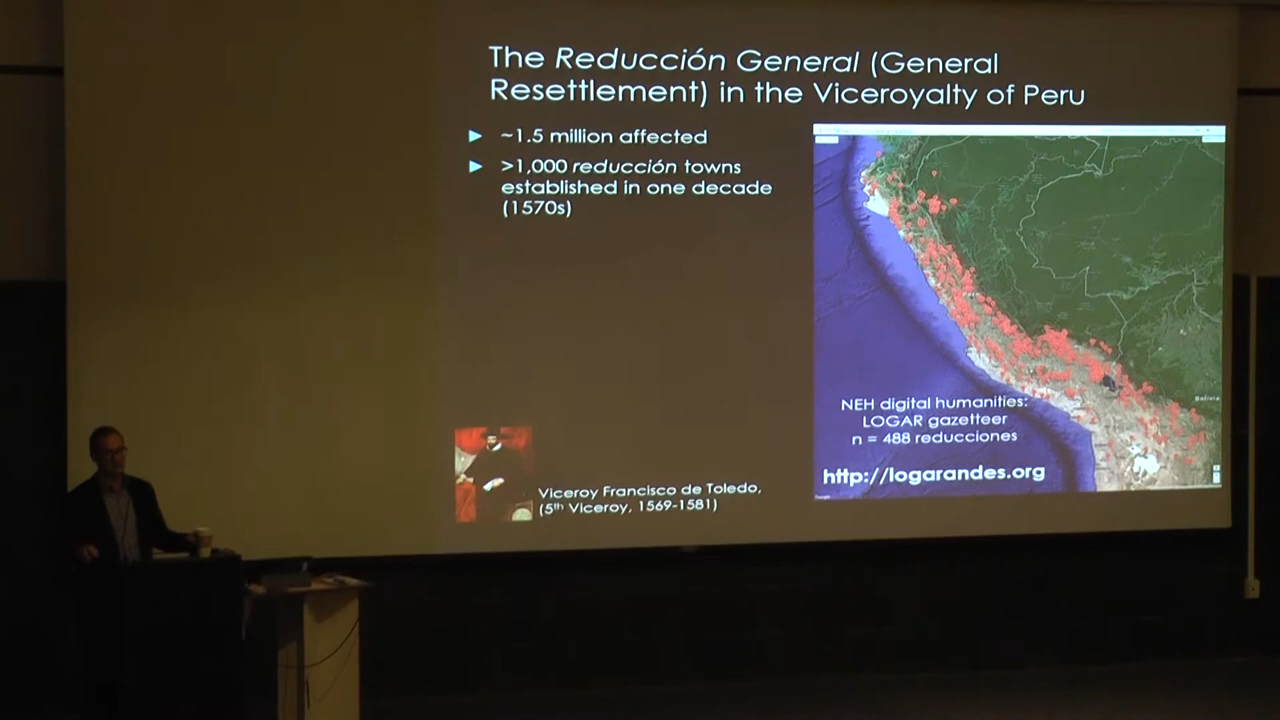 The Reducción General (General
Resettlement) in the Viceroyalty of Peru
~1.5 million affected
>1,000 reducción towns
established in one decade
(1570s)
Viceroy Francisco de Toledo,
(5th Viceroy, 1569-1581)
Bolivia
NEH digital humanities:
LOGAR gazetteer
n = 488 reducciones
http://logarandes.org